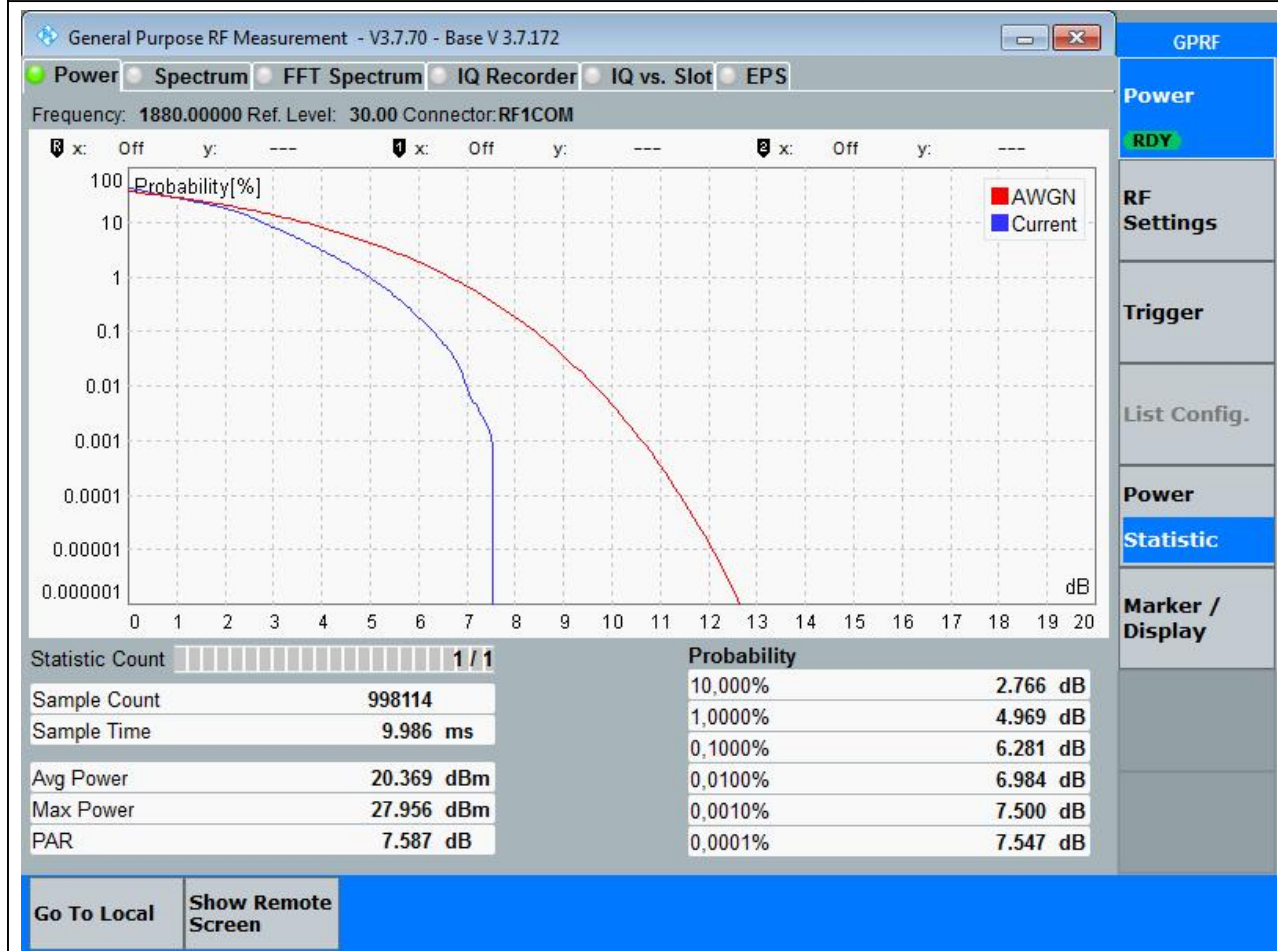 General Purpose RF Measurement - V3.7.70 - Base V 3.7.172
GPRF
Power Spectrum FFT Spectrum IQ Recorder IQ vs. Slot EPS
Frequency: 1880.00000 Ref. Level: 30.00 Connector: RF1COM
R x: Off y: --- 1 x: Off y: --- 2 x: Off y: ---
Probability[%]
AWGN
Current
100
10
1
0.1
0.01
0.001
0.0001
0.00001
0.000001
dB
0 1 2 3 4 5 6 7 8 9 10 11 12 13 14 15 16 17 18 19 20
Statistic Count 1 / 1
Sample Count 998114
Sample Time 9.986 ms
Avg Power 20.369 dBm
Max Power 27.956 dBm
PAR 7.587 dB
Probability
10,000% 2.766 dB
1,0000% 4.969 dB
0,1000% 6.281 dB
0,0100% 6.984 dB
0,0010% 7.500 dB
0,0001% 7.547 dB
Power
RDY
RF
Settings
Trigger
List Config.
Power
Statistic
Marker /
Display
Go To Local
Show Remote
Screen